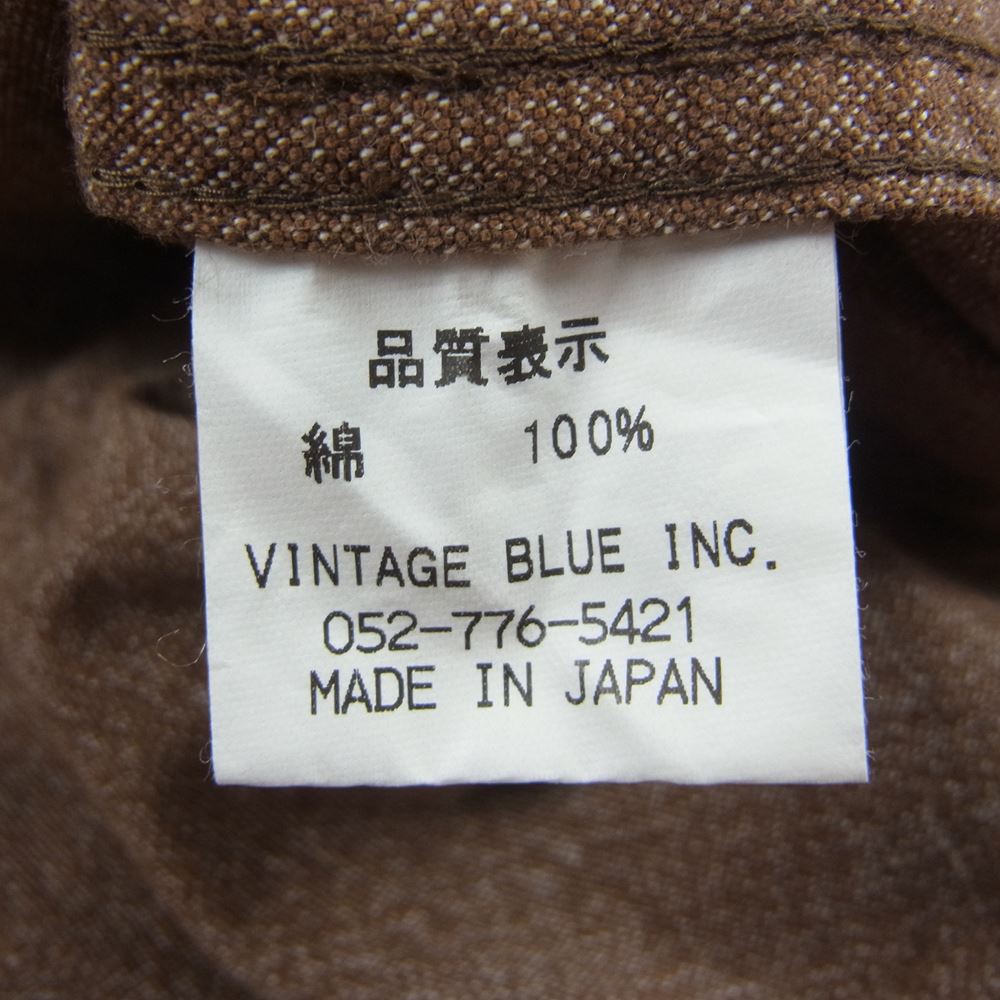 品質表示
綿 100%
VINTAGE BLUE INC.
052-776-5421
MADE IN JAPAN